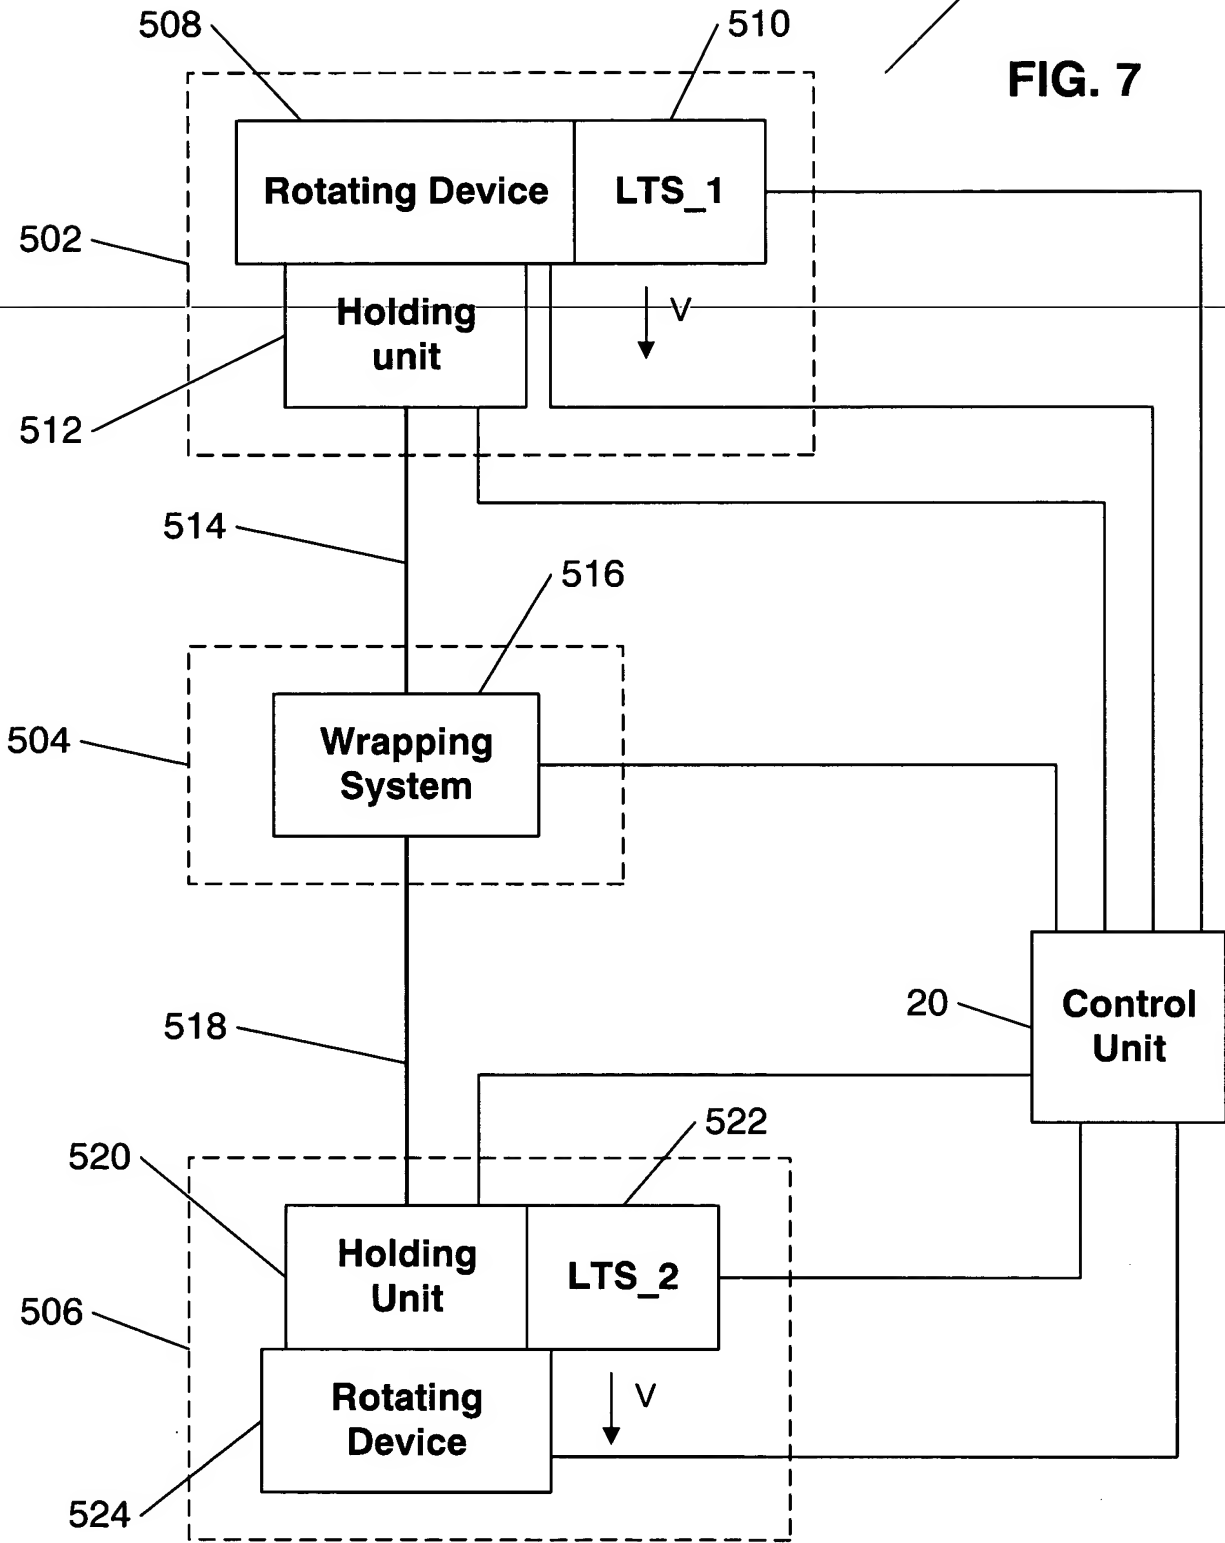 508
510
FIG. 7
Rotating Device
LTS_1
502
Holding
unit
V
512
514
516
504
Wrapping
System
20
Control
Unit
518
522
520
Holding
Unit
LTS_2
506
Rotating
Device
V
524